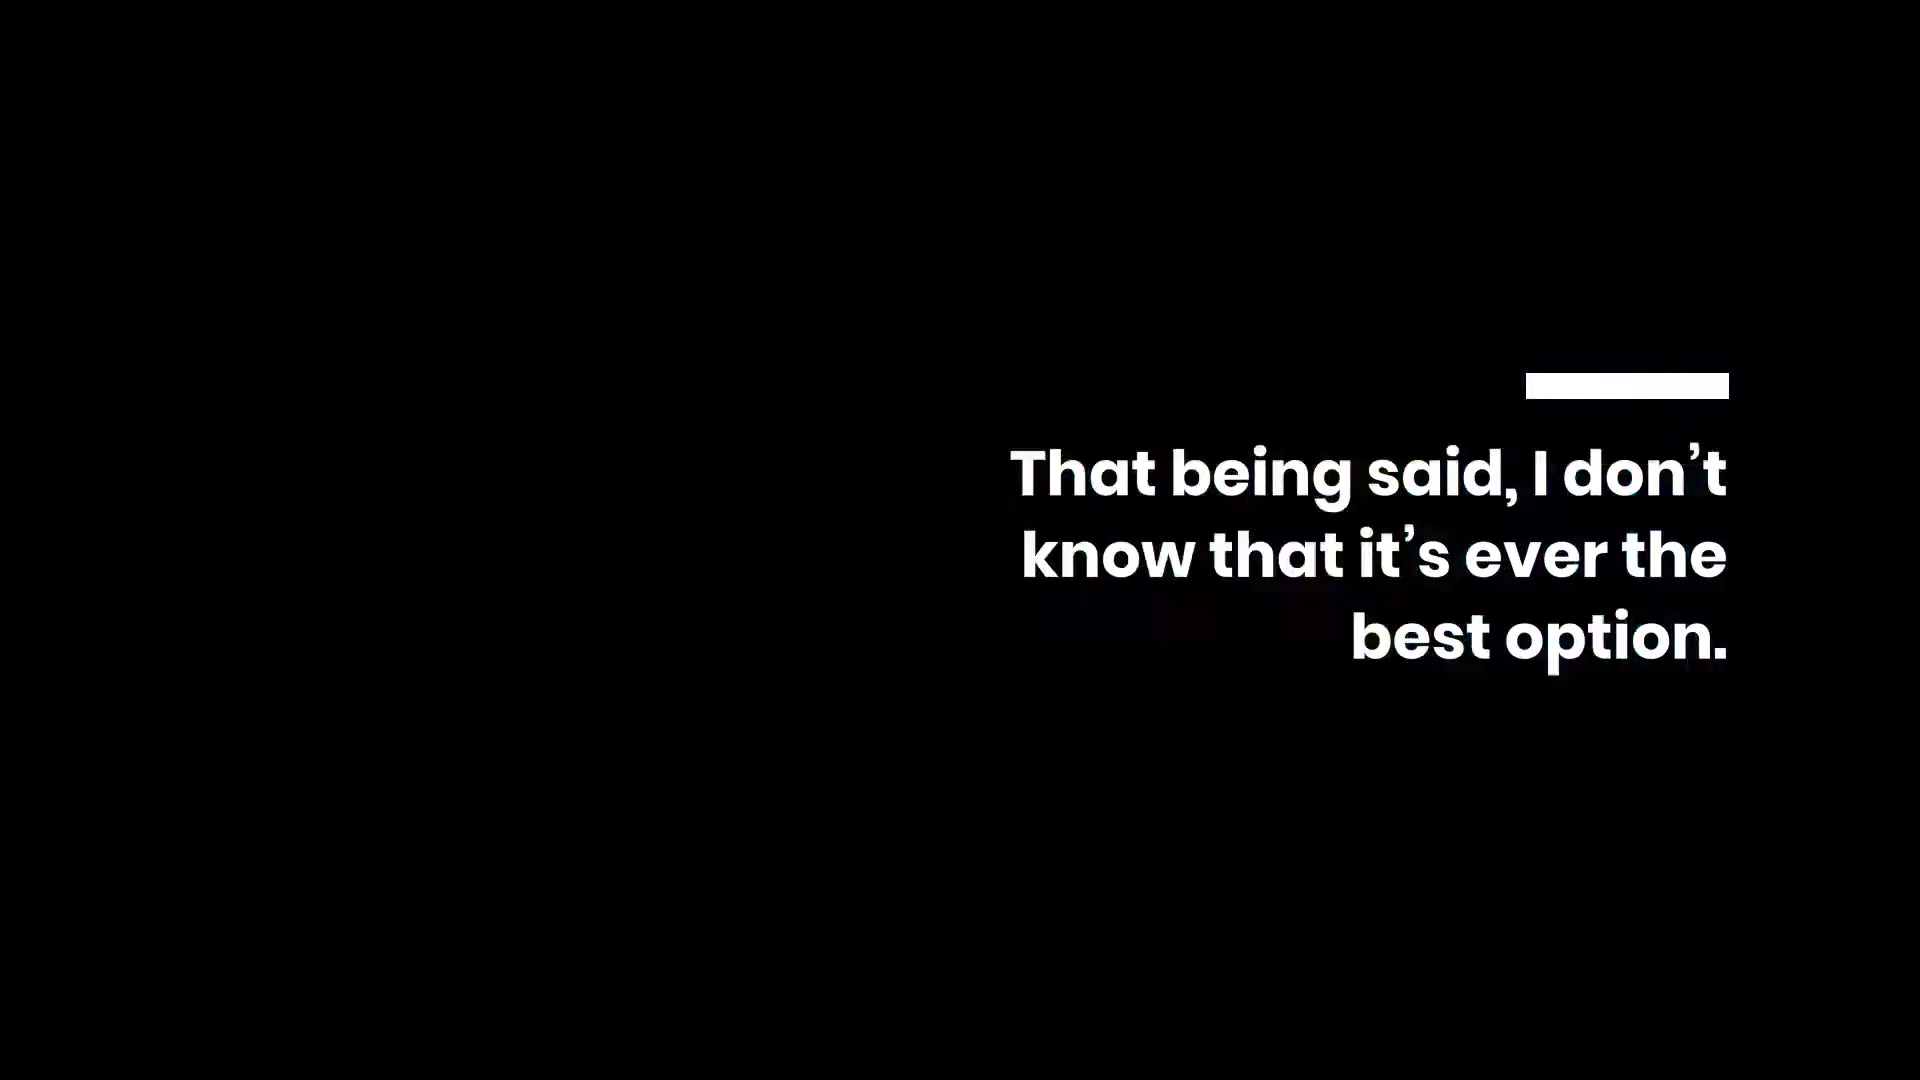 That being said, I don’t
know that it’s ever the
best option.